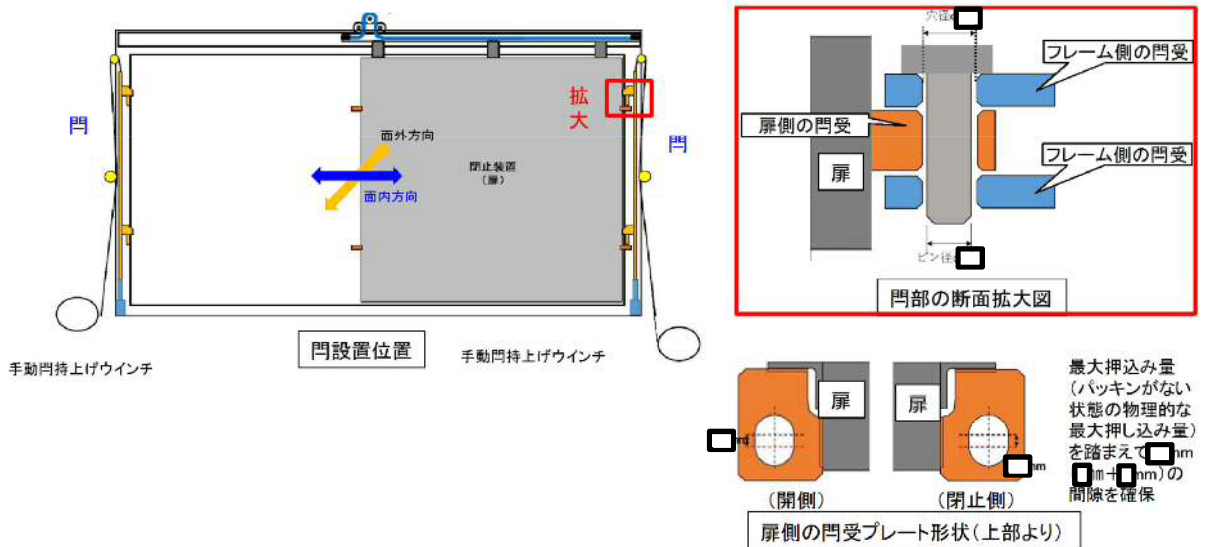 閂
閂
拡
大
面外方向
面内方向
閉止装置
(扉)
手動閂持上げウインチ
閂設置位置
手動閂持上げウインチ
穴径
フレーム側の閂受
扉側の閂受
フレーム側の閂受
扉
ピン径
閂部の断面拡大図
扉
扉
mm
(開側)
(閉止側)
最大押込み量
(パッキンがない
状態の物理的な
最大押し込み量)
を踏まえて mm
mm+ mm)の
間隙を確保
扉側の閂受プレート形状(上部より)